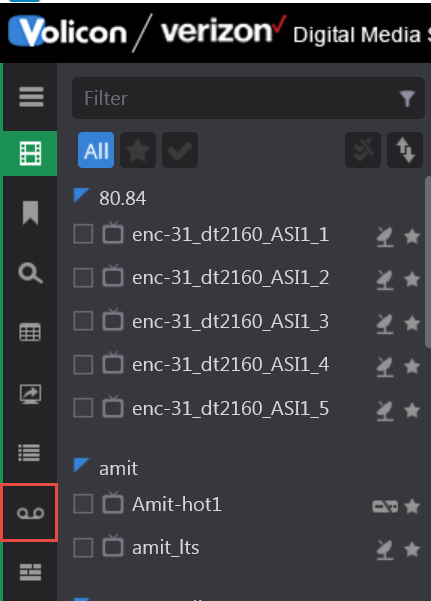 Volicon / verizon✓ Digital Media S
Filter
All
80.84
enc-31_dt2160_ASI1_1
enc-31_dt2160_ASI1_2
enc-31_dt2160_ASI1_3
enc-31_dt2160_ASI1_4
enc-31_dt2160_ASI1_5
amit
Amit-hot1
amit_lts